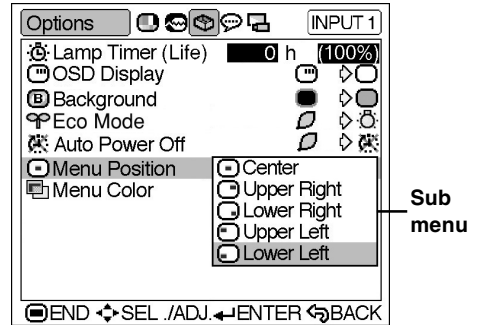 Options INPUT 1
Lamp Timer (Life) 0 h (100%)
OSD Display
B Background
Eco Mode
Auto Power Off
Menu Position
Menu Color
Center
Upper Right
Lower Right
Upper Left
Lower Left
Sub
menu
END SEL ./ADJ. ENTER BACK